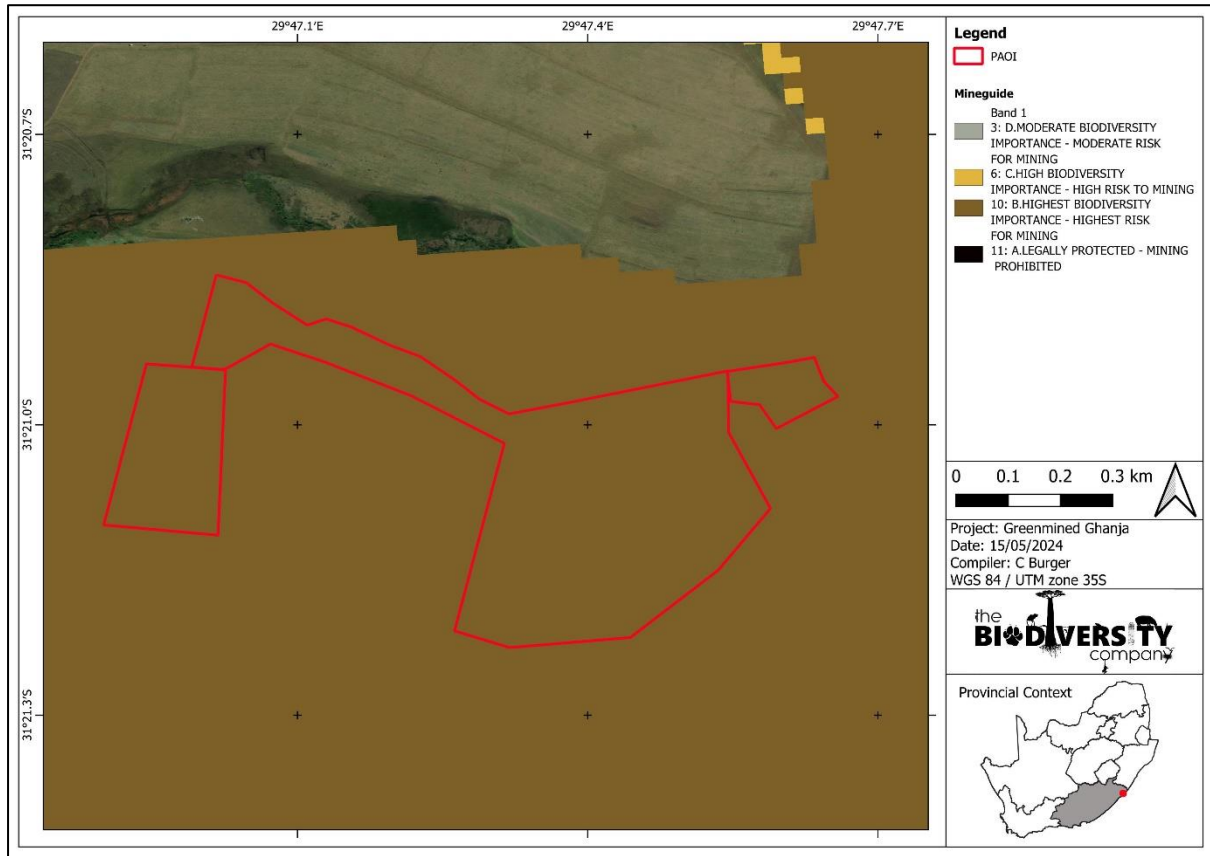 29°47.1'E
29°47.4'E
29°47.7'E
31°20.7'S
31°21.0'S
31°21.3'S
Legend
PAOI
Mineguide
Band 1
3: D.MODERATE BIODIVERSITY
IMPORTANCE - MODERATE RISK
FOR MINING
6: C.HIGH BIODIVERSITY
IMPORTANCE - HIGH RISK TO MINING
10: B.HIGHEST BIODIVERSITY
IMPORTANCE - HIGHEST RISK
FOR MINING
11: A.LEGALLY PROTECTED - MINING
PROHIBITED
0 0.1 0.2 0.3 km
Project: Greenmined Ghanja
Date: 15/05/2024
Compiler: C Burger
WGS 84 / UTM zone 35S
the
BIODIVERSITY
company
Provincial Context